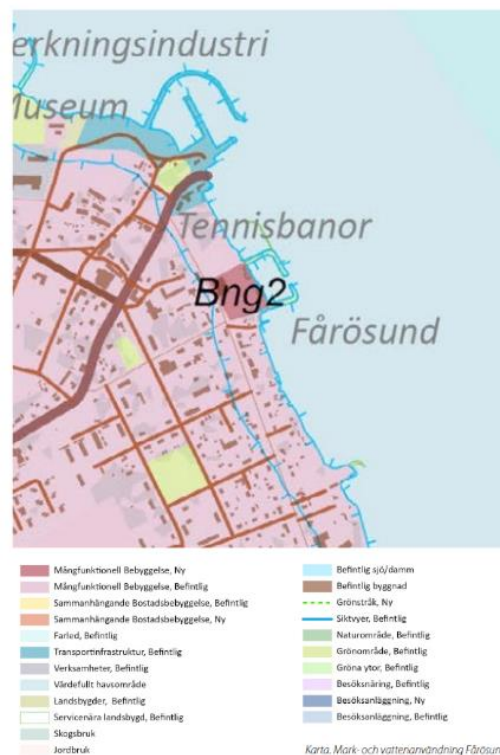 erkningsindustri
Museum
Tennisbanor
Bng2
Fårösund
Mångfunktionell Bebyggelse, Ny
Mångfunktionell Bebyggelse, Befintlig
Sammanhängande Bostadsbebyggelse, Befintlig
Sammanhängande Bostadsbebyggelse, Ny
Farled, Befintlig
Transportinfrastruktur, Befintlig
Verksamheter, Befintlig
Värdefullt havsområde
Landsbygder, Befintlig
Servicenära landsbygd, Befintlig
Skogsbruk
Jordbruk
Befintlig sjö/damm
Befintlig byggnad
Grönstråk, Ny
Siktvyer, Befintlig
Naturområde, Befintlig
Grönområde, Befintlig
Gröna ytor, Befintlig
Besöksnäring, Befintlig
Besöksanläggning, Ny
Besöksanläggning, Befintlig
Karta. Mark- och vattenanvändning Fårösun